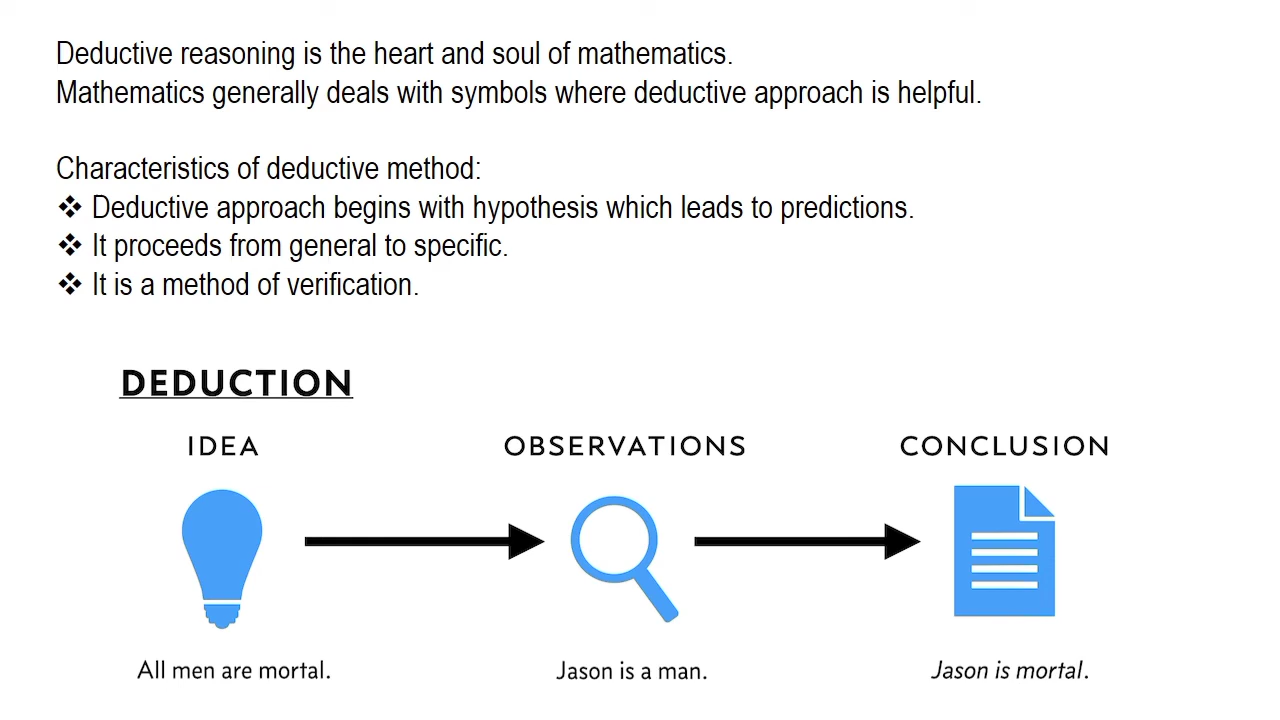 Deductive reasoning is the heart and soul of mathematics.
Mathematics generally deals with symbols where deductive approach is helpful.
Characteristics of deductive method:
❖ Deductive approach begins with hypothesis which leads to predictions.
❖ It proceeds from general to specific.
❖ It is a method of verification.
DEDUCTION
IDEA OBSERVATIONS CONCLUSION
All men are mortal. Jason is a man. Jason is mortal.